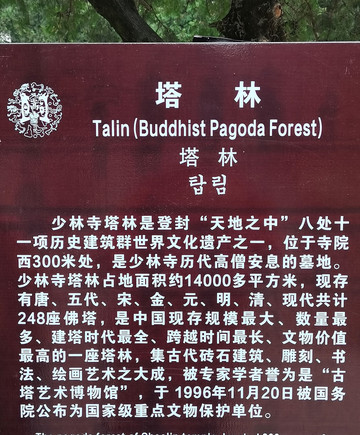 塔 林
Talin (Buddhist Pagoda Forest)
塔 林
탑 림
少林寺塔林是登封“天地之中”八处十
一项历史建筑群世界文化遗产之一，位于寺院
西300米处，是少林寺历代高僧安息的墓地。
少林寺塔林占地面积约14000多平方米，现存
有唐、五代、宋、金、元、明、清、现代共计
248座佛塔，是中国现存规模最大、数量最
多、建塔时代最全、跨越时间最长、文物价值
最高的一座塔林，集古代砖石建筑、雕刻、书
法、绘画艺术之大成，被专家学者誉为是“古
塔艺术博物馆”，于 1996年11月20日被国务
院公布为国家级重点文物保护单位。